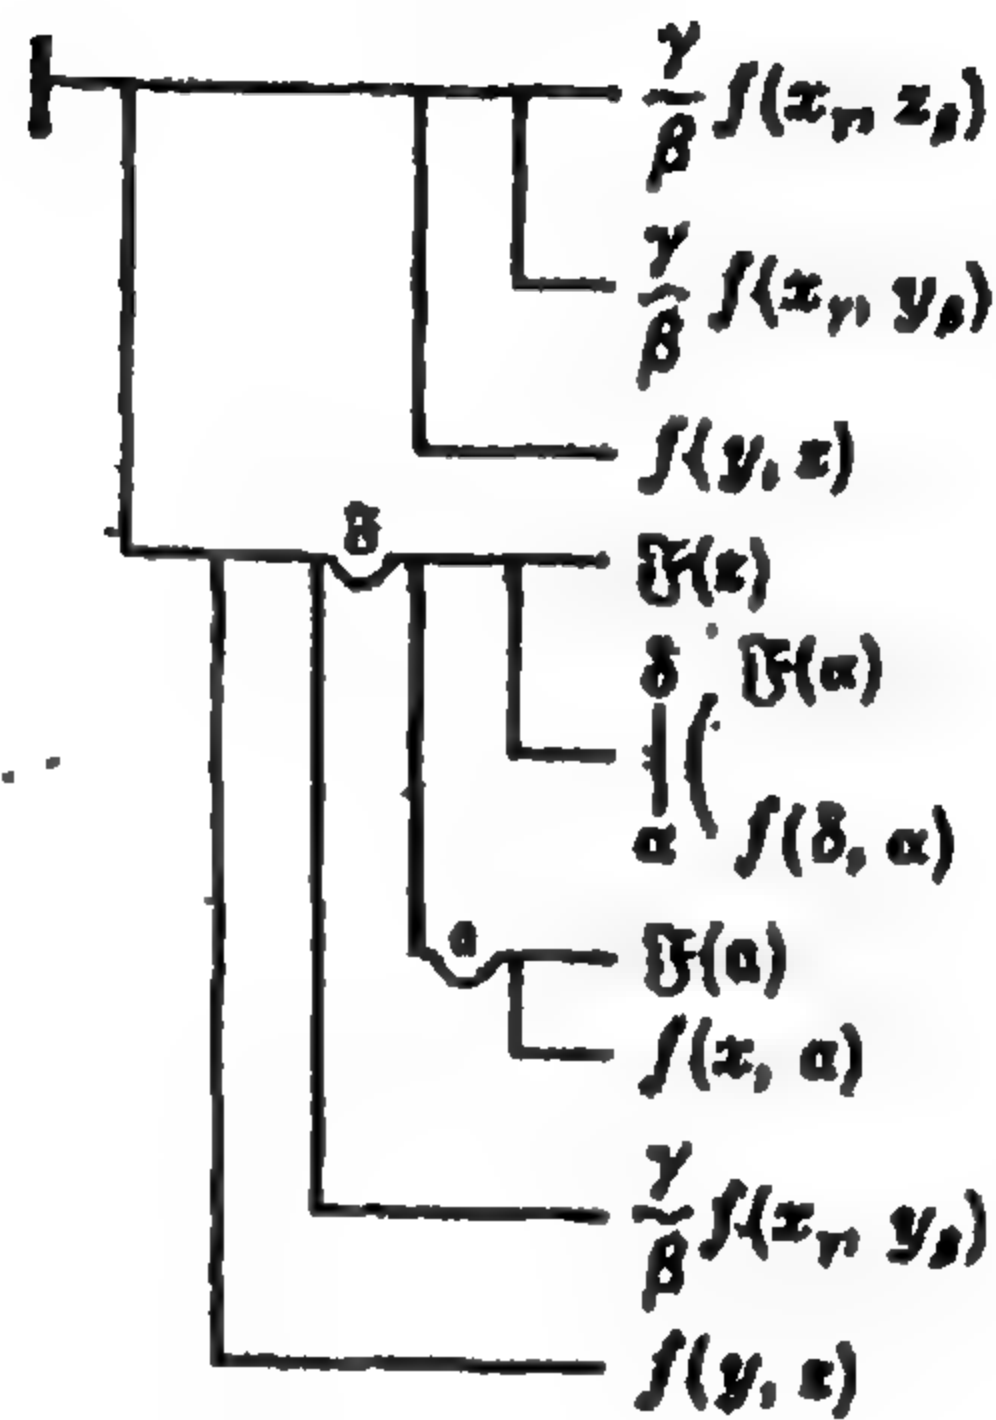 γ
β f(x_γ, z_β)
γ
β f(x_γ, y_β)
f(y, z)
𝔉
𝔉(z)
δ 𝔉(α)
α ( f(δ, α)
𝔞
𝔉(𝔞)
f(x, 𝔞)
γ
β f(x_γ, y_β)
f(y, z)